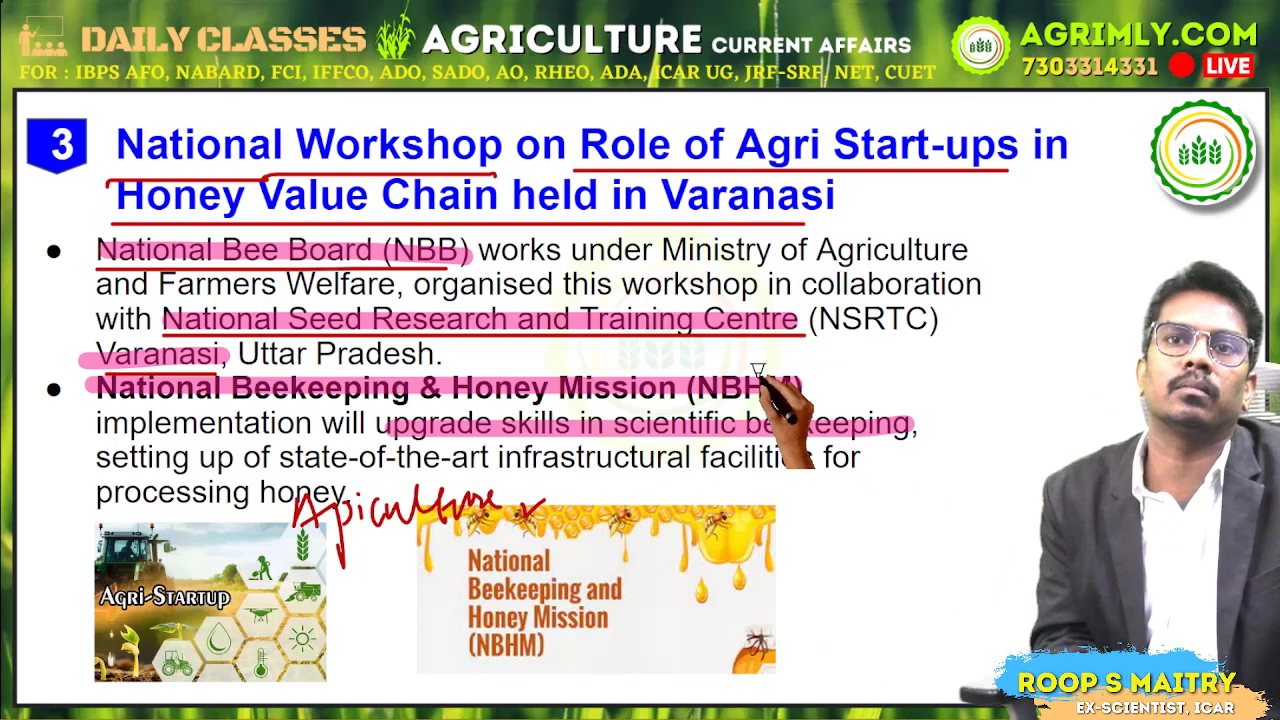 DAILY CLASSES AGRICULTURE CURRENT AFFAIRS
FOR : IBPS AFO, NABARD, FCI, IFFCO, ADO, SADO, AO, RHEO, ADA, ICAR UG, JRF-SRF, NET, CUET
AGRIMLY.COM
7303314331 LIVE
3 National Workshop on Role of Agri Start-ups in
Honey Value Chain held in Varanasi
● National Bee Board (NBB) works under Ministry of Agriculture
and Farmers Welfare, organised this workshop in collaboration
with National Seed Research and Training Centre (NSRTC)
Varanasi, Uttar Pradesh.
● National Beekeeping & Honey Mission (NBHM)
implementation will upgrade skills in scientific beekeeping,
setting up of state-of-the-art infrastructural facilities for
processing honey.
Apiculture
Agri-Startup
National
Beekeeping and
Honey Mission
(NBHM)
ROOP S MAITRY
EX-SCIENTIST, ICAR